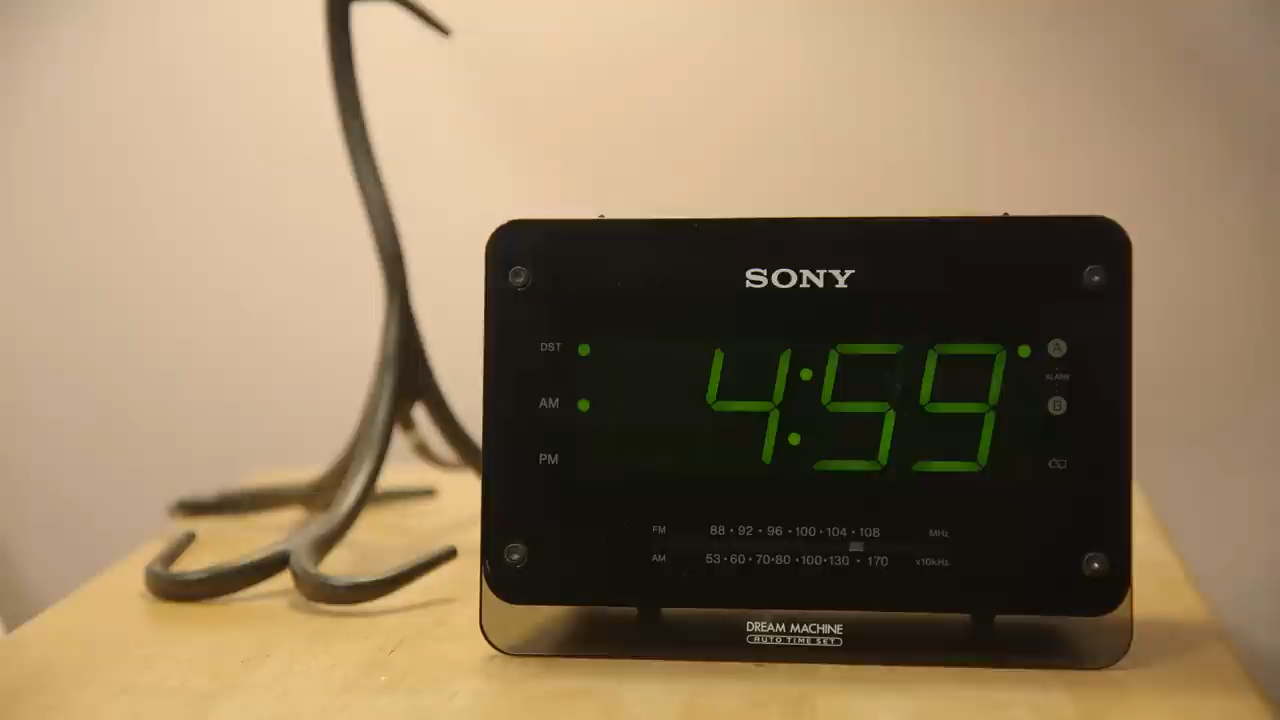 SONY
DST
AM
PM
4:59
A
ALARM
B
FM 88 • 92 • 96 •100 •104 • 108 MHz
AM 53•60•70•80 •100•130 • 170 x10kHz
DREAM MACHINE
AUTO TIME SET